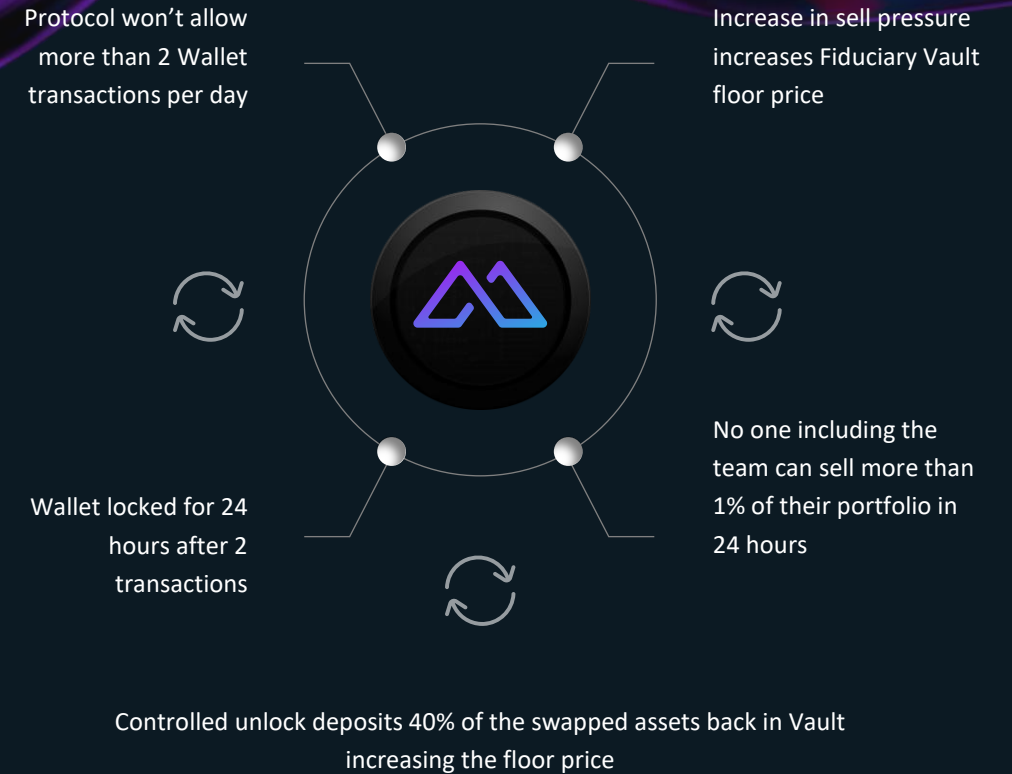 Protocol won’t allow
more than 2 Wallet
transactions per day
Increase in sell pressure
increases Fiduciary Vault
floor price
Wallet locked for 24
hours after 2
transactions
No one including the
team can sell more than
1% of their portfolio in
24 hours
Controlled unlock deposits 40% of the swapped assets back in Vault
increasing the floor price